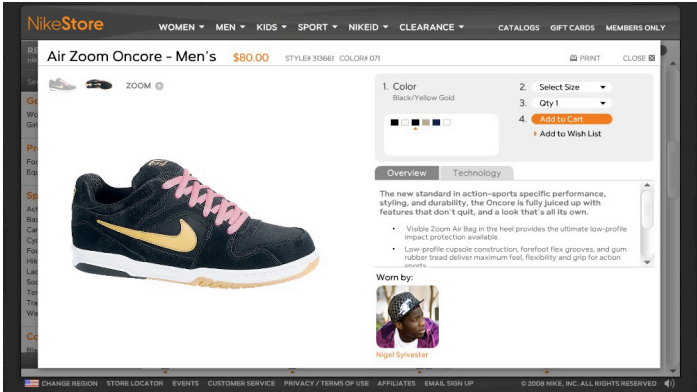 NikeStore
WOMEN MEN KIDS SPORT NIKEiD CLEARANCE CATALOGS GIFT CARDS MEMBERS ONLY
Air Zoom Oncore - Men's $80.00 STYLE# 313661 COLOR# 071 PRINT CLOSE
ZOOM
1. Color
Black/Yellow Gold
2. Select Size
3. Qty 1
4. Add to Cart
Add to Wish List
Overview Technology
The new standard in action-sports specific performance,
styling, and durability, the Oncore is fully juiced up with
features that don't quit, and a look that's all its own.
• Visible Zoom Air Bag in the heel provides the ultimate low-profile
impact protection available.
• Low-profile cupsole construction, forefoot flex grooves, and gum
rubber tread deliver maximum feel, flexibility and grip for action
sports
Worn by:
Nigel Sylvester
CHANGE REGION STORE LOCATOR EVENTS CUSTOMER SERVICE PRIVACY / TERMS OF USE AFFILIATES EMAIL SIGN UP © 2008 NIKE, INC. ALL RIGHTS RESERVED